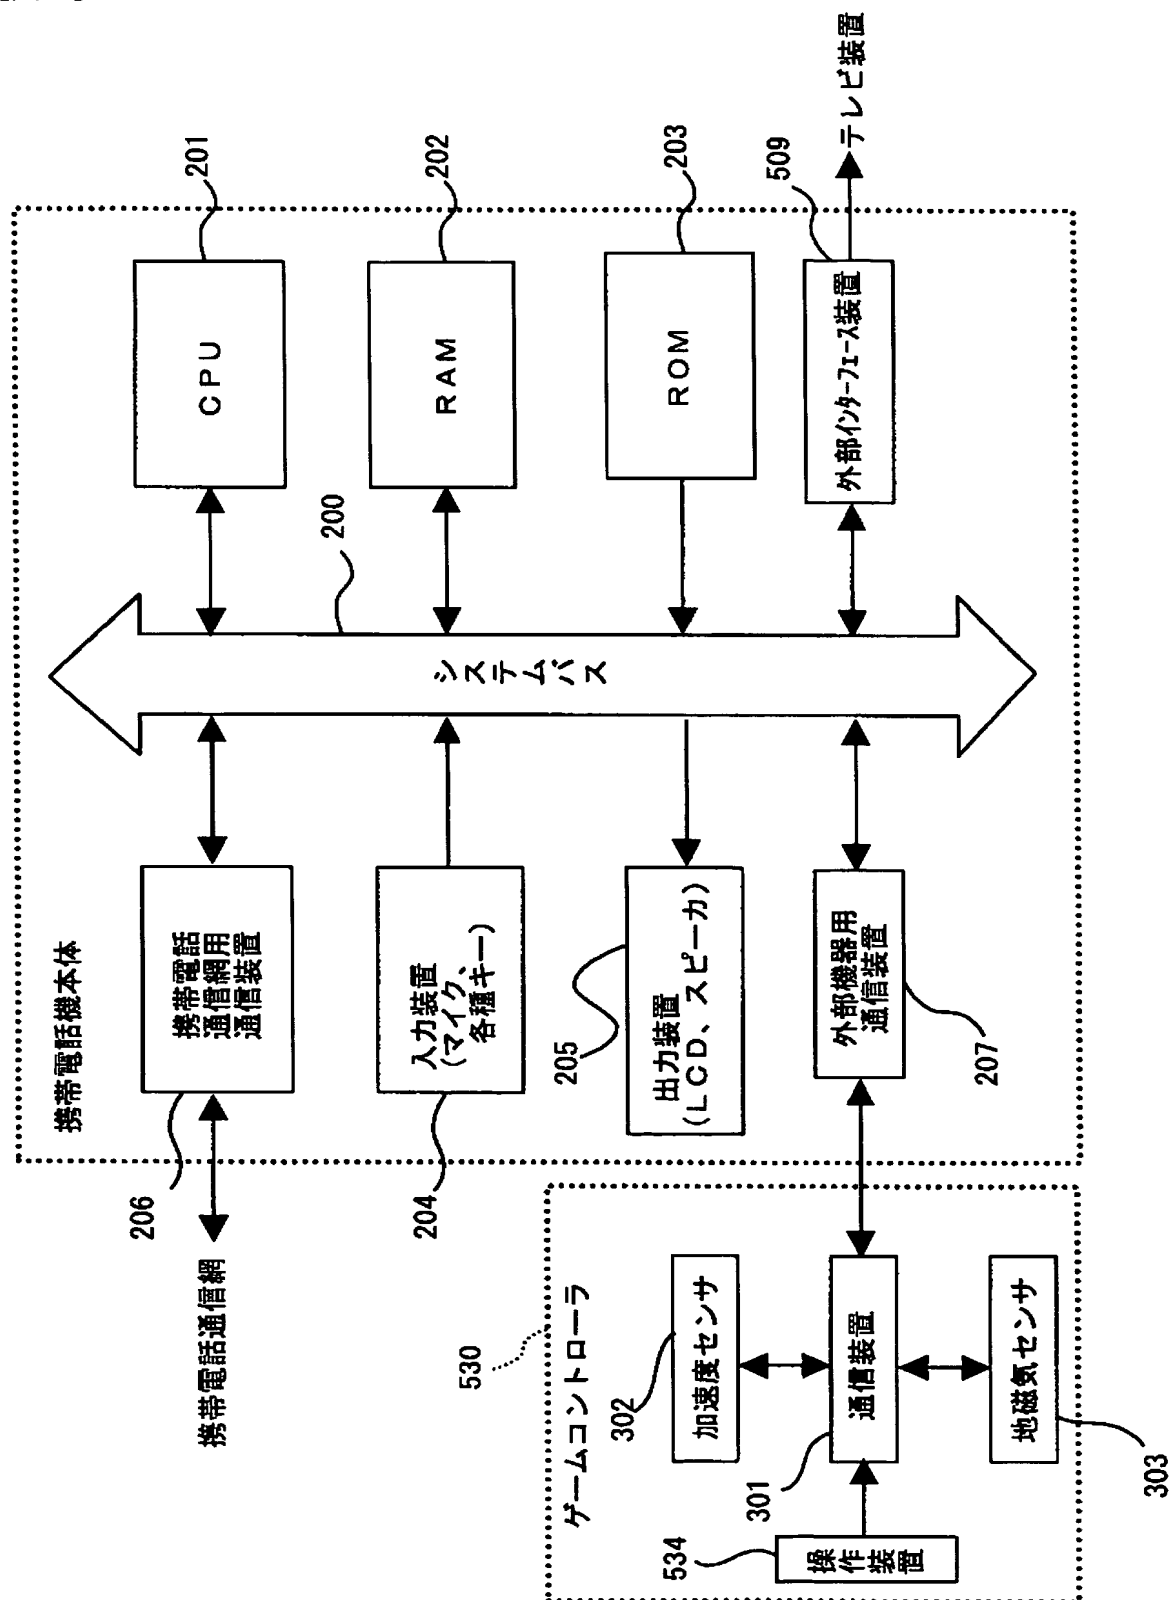 携帯電話機本体
携帯電話
通信網用
通信装置
206
携帯電話通信網
入力装置
(マイク、
各種キー)
204
出力装置
(LCD、スピーカ)
205
外部機器用
通信装置
207
システムバス
200
CPU
201
RAM
202
ROM
203
外部インターフェース装置
509
テレビ装置
ゲームコントローラ
530
加速度センサ
302
通信装置
301
地磁気センサ
303
操作装置
534